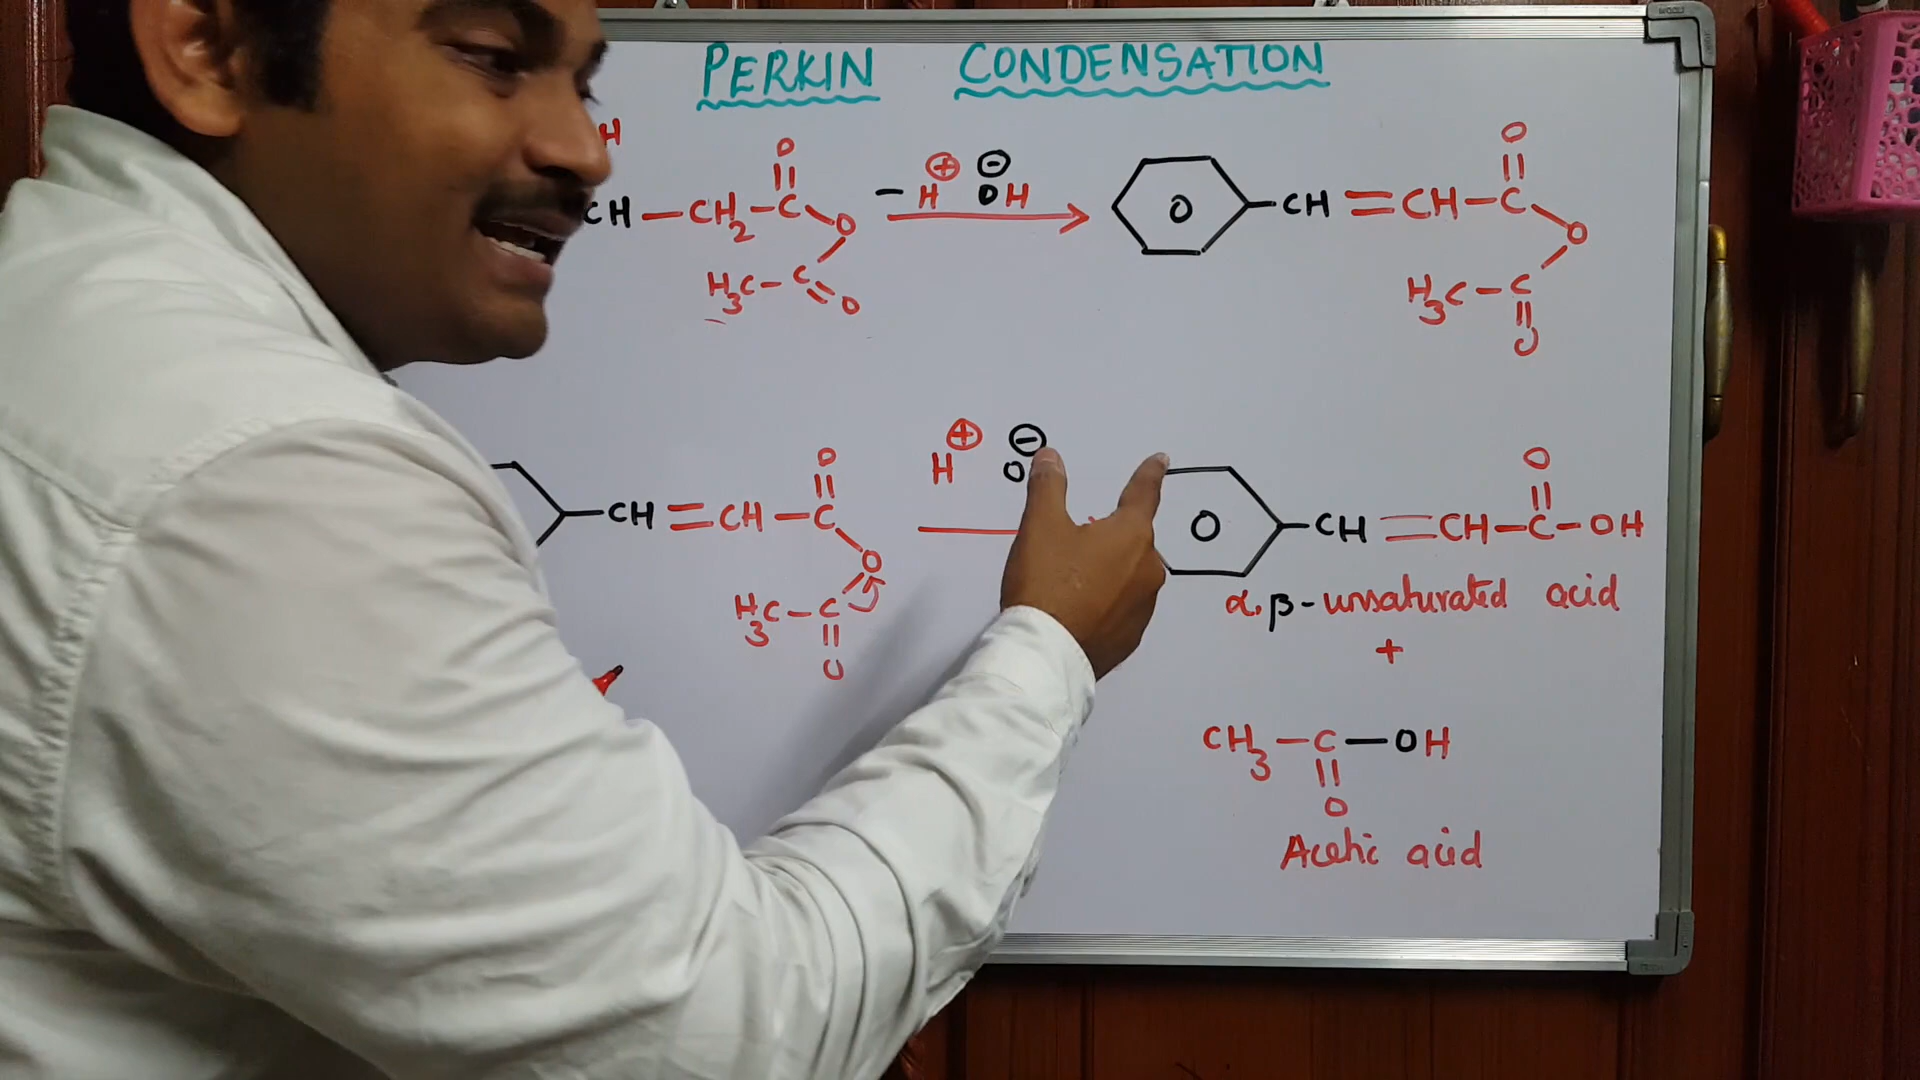 PERKIN CONDENSATION
H
O
O
CH—CH2—C
O
- H⊕ OH⊖
CH=CH—C
O
H3C—C
O
H3C—C
O
O
O
H⊕ O⊖
CH=CH—C
O
O
CH=CH—C—OH
O
H3C—C
O
α,β-unsaturated acid
+
CH3—C—OH
O
Acetic acid